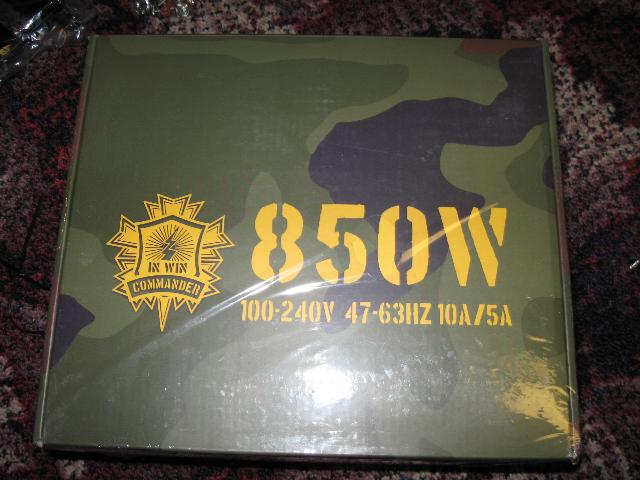 IN WIN
COMMANDER
850W
100-240V 47-63HZ 10A/5A